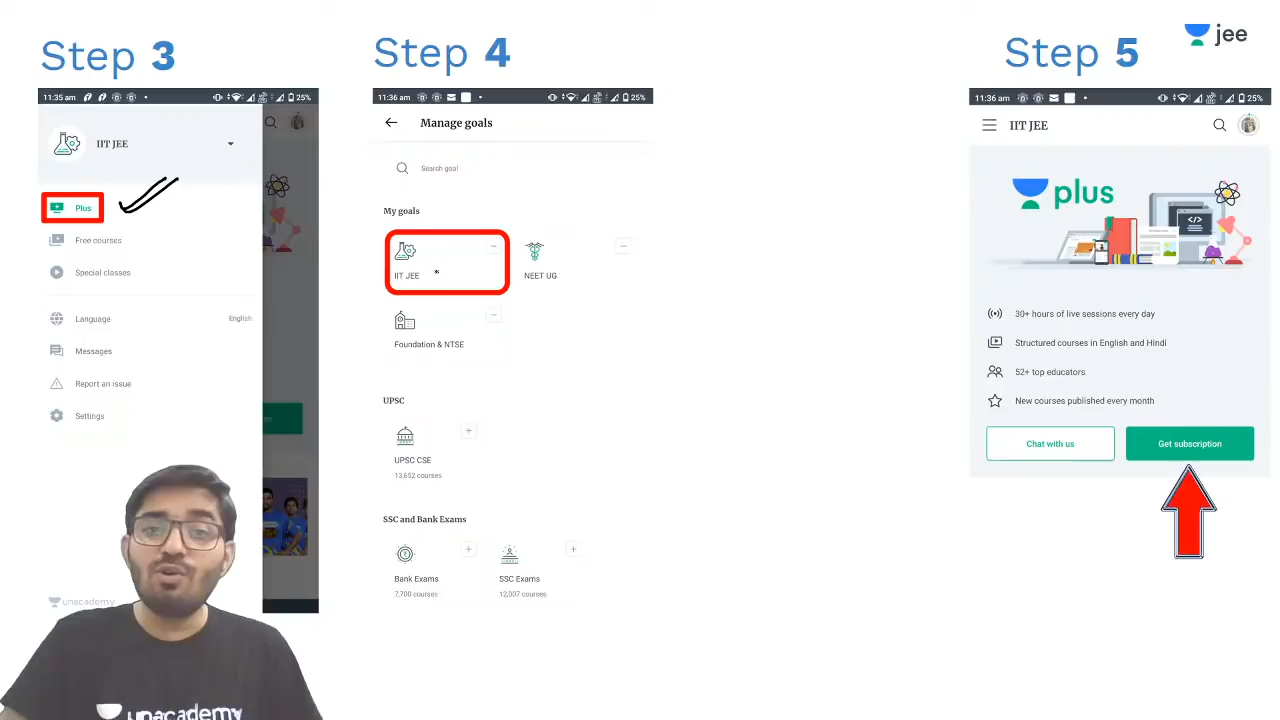 Step 3
11:35 am
25%
IIT JEE
Plus
Free courses
Special classes
Language
English
Messages
Report an issue
Settings
unacademy
unacademy
Step 4
11:36 am
25%
Manage goals
Search goal
My goals
IIT JEE
NEET UG
Foundation & NTSE
UPSC
UPSC CSE
13,652 courses
SSC and Bank Exams
Bank Exams
7,700 courses
SSC Exams
12,007 courses
Step 5
jee
11:36 am
25%
IIT JEE
plus
30+ hours of live sessions every day
Structured courses in English and Hindi
52+ top educators
New courses published every month
Chat with us
Get subscription